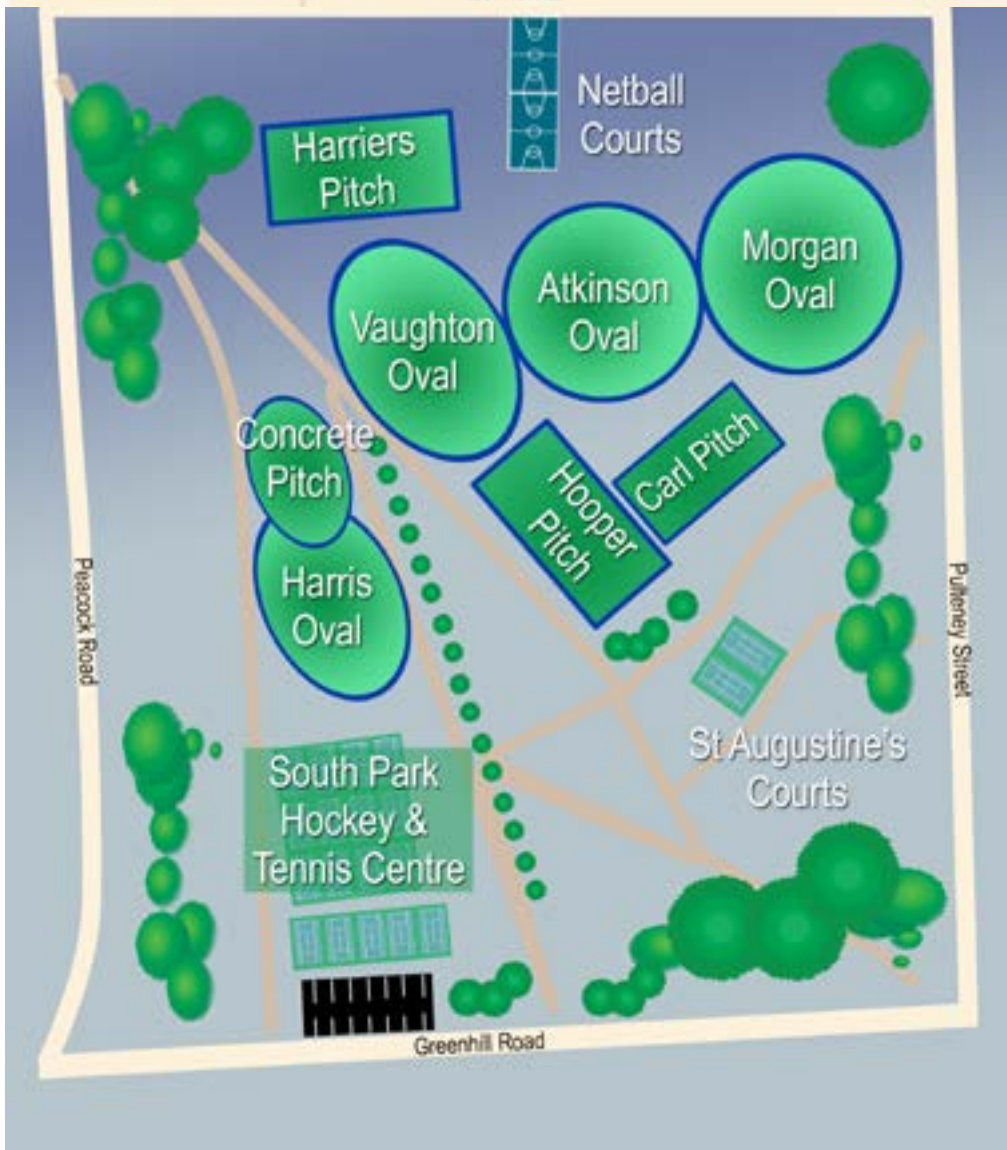 Netball
Courts
Harriers
Pitch
Morgan
Oval
Atkinson
Oval
Vaughton
Oval
Carl Pitch
Concrete
Pitch
Hooper
Pitch
Harris
Oval
Peacock Road
Pulteney Street
St Augustine's
Courts
South Park
Hockey &
Tennis Centre
Greenhill Road